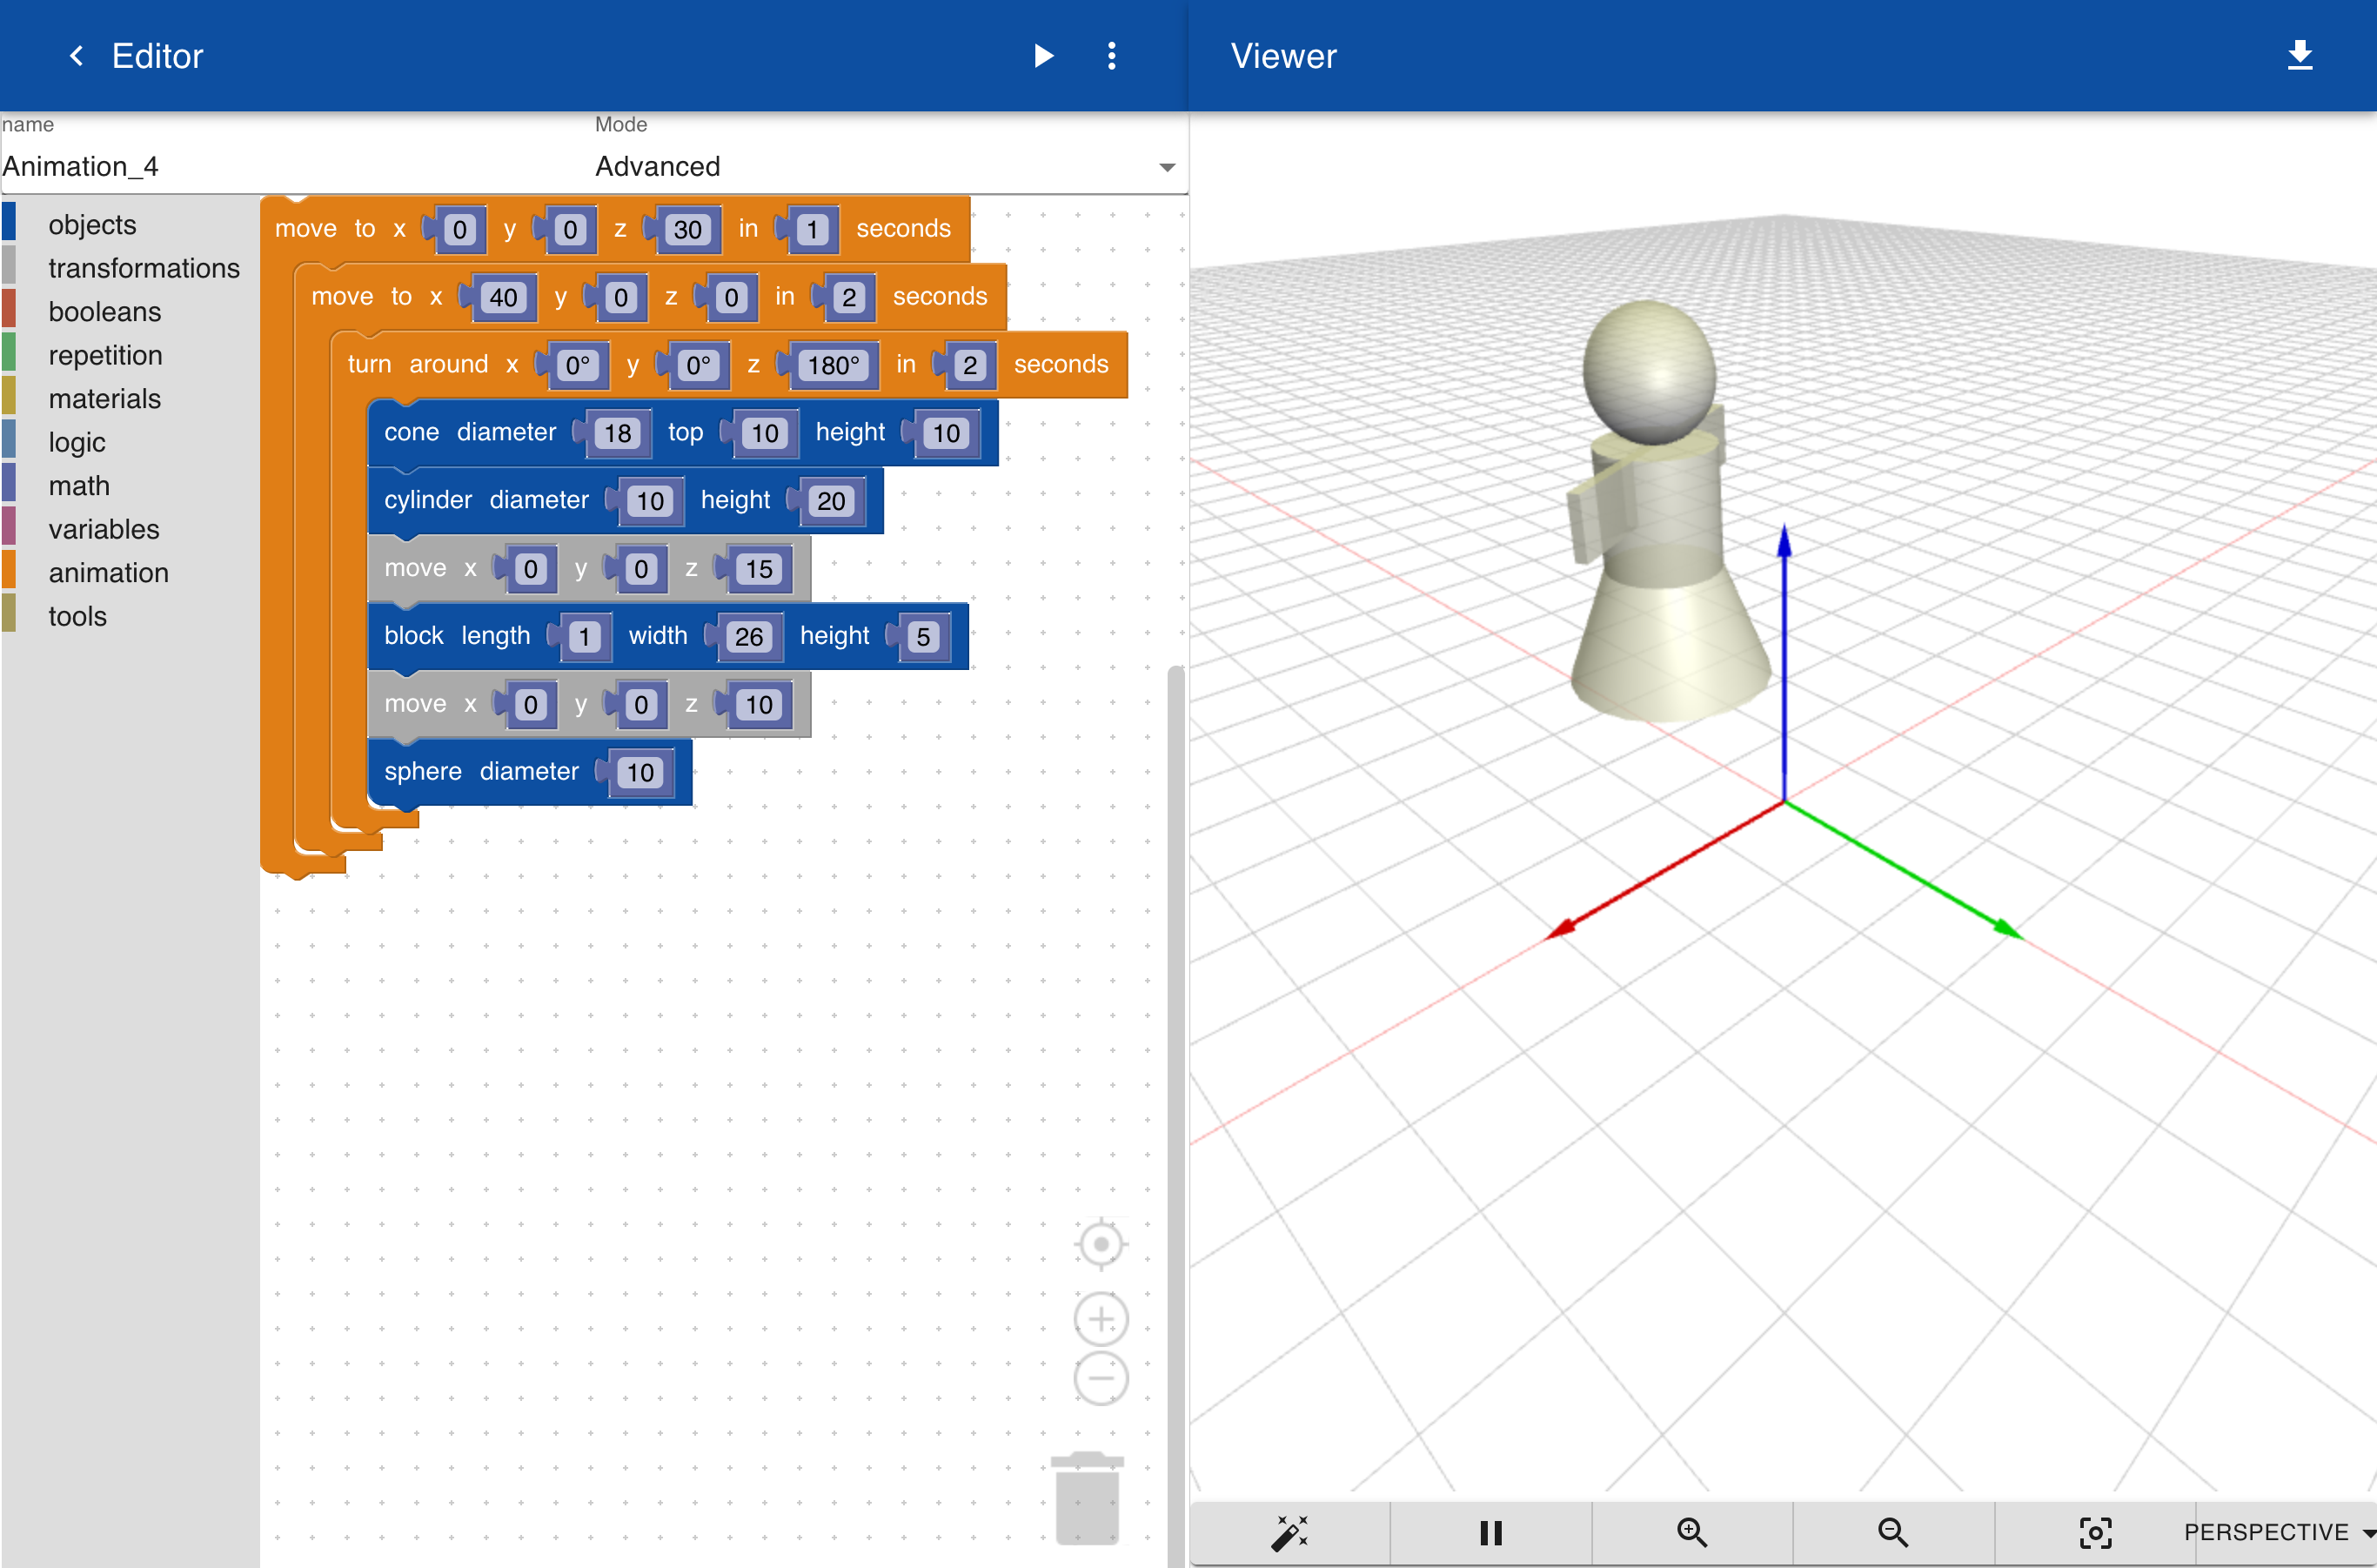 Editor
Viewer
name
Mode
Animation_4
Advanced
objects
transformations
booleans
repetition
materials
logic
math
variables
animation
tools
move to x 0 y 0 z 30 in 1 seconds
move to x 40 y 0 z 0 in 2 seconds
turn around x 0° y 0° z 180° in 2 seconds
cone diameter 18 top 10 height 10
cylinder diameter 10 height 20
move x 0 y 0 z 15
block length 1 width 26 height 5
move x 0 y 0 z 10
sphere diameter 10
PERSPECTIVE